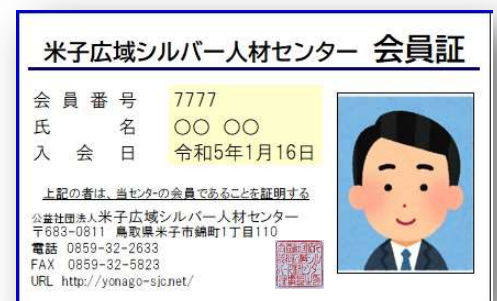 米子広域シルバー人材センター 会員証
会員番号 7777
氏名 ○○ ○○
入会日 令和5年1月16日
上記の者は、当センターの会員であることを証明する
公益社団法人米子広域シルバー人材センター
〒683-0811 鳥取県米子市錦町1丁目110
電話 0859-32-2633
FAX 0859-32-5823
URL http://yonago-sjc.net/